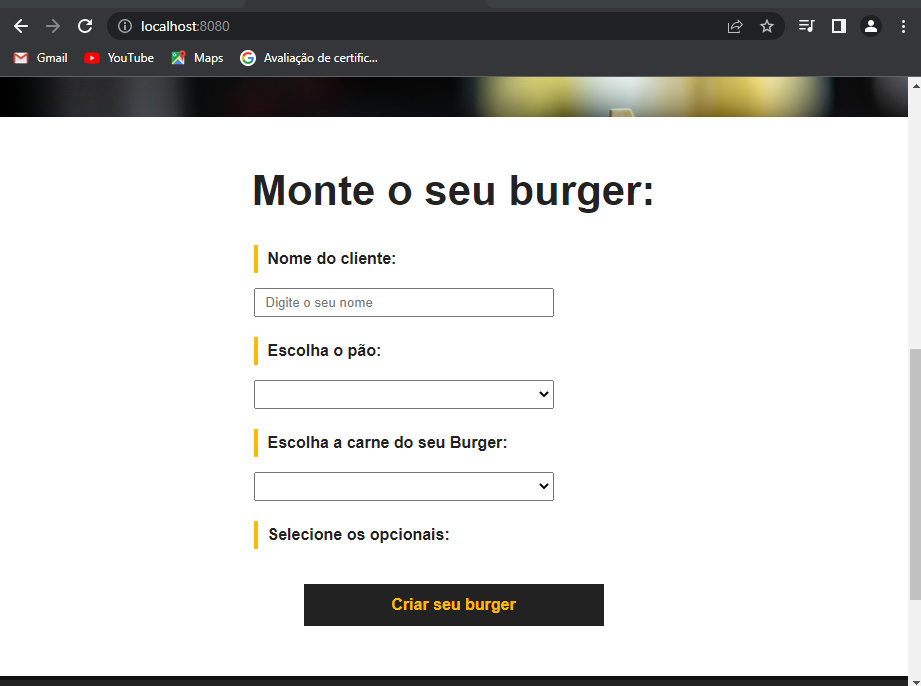 localhost:8080
Gmail YouTube Maps Avaliação de certific...
Monte o seu burger:
Nome do cliente:
Digite o seu nome
Escolha o pão:
Escolha a carne do seu Burger:
Selecione os opcionais:
Criar seu burger